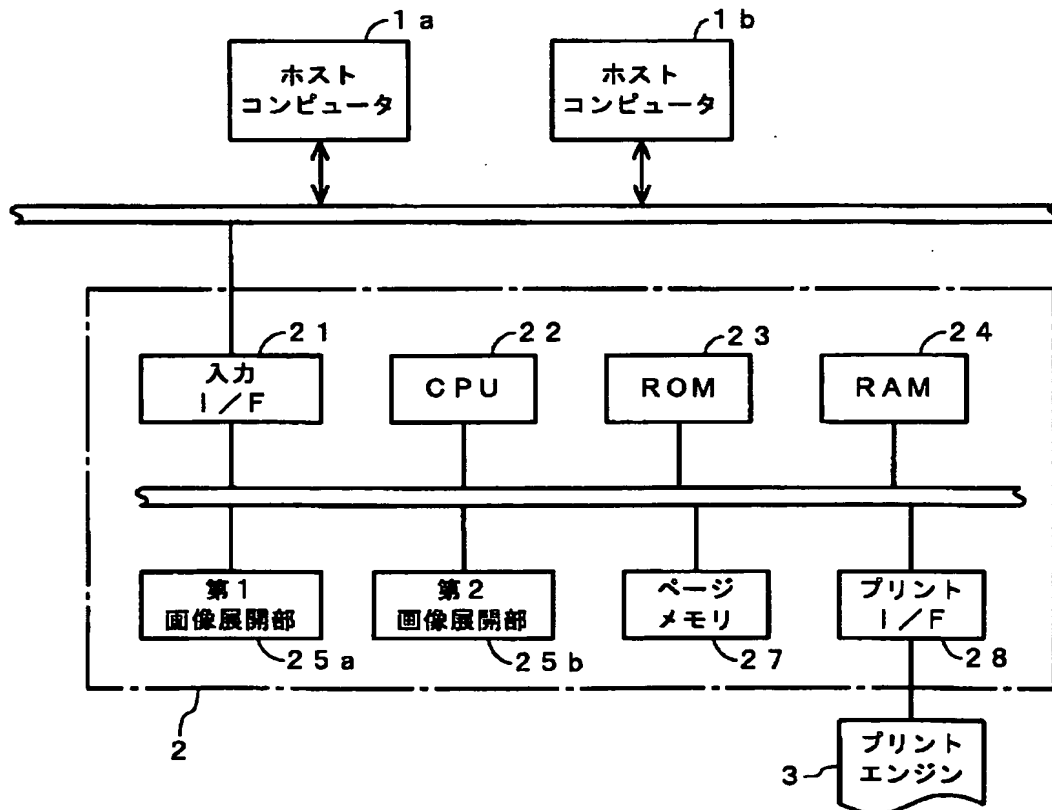 １ａ
１ｂ
ホスト
コンピュータ
ホスト
コンピュータ
２１
２２
２３
２４
入力
Ｉ／Ｆ
ＣＰＵ
ＲＯＭ
ＲＡＭ
第１
画像展開部
第２
画像展開部
ページ
メモリ
プリント
Ｉ／Ｆ
２５ａ
２５ｂ
２７
２８
２
プリント
エンジン
３